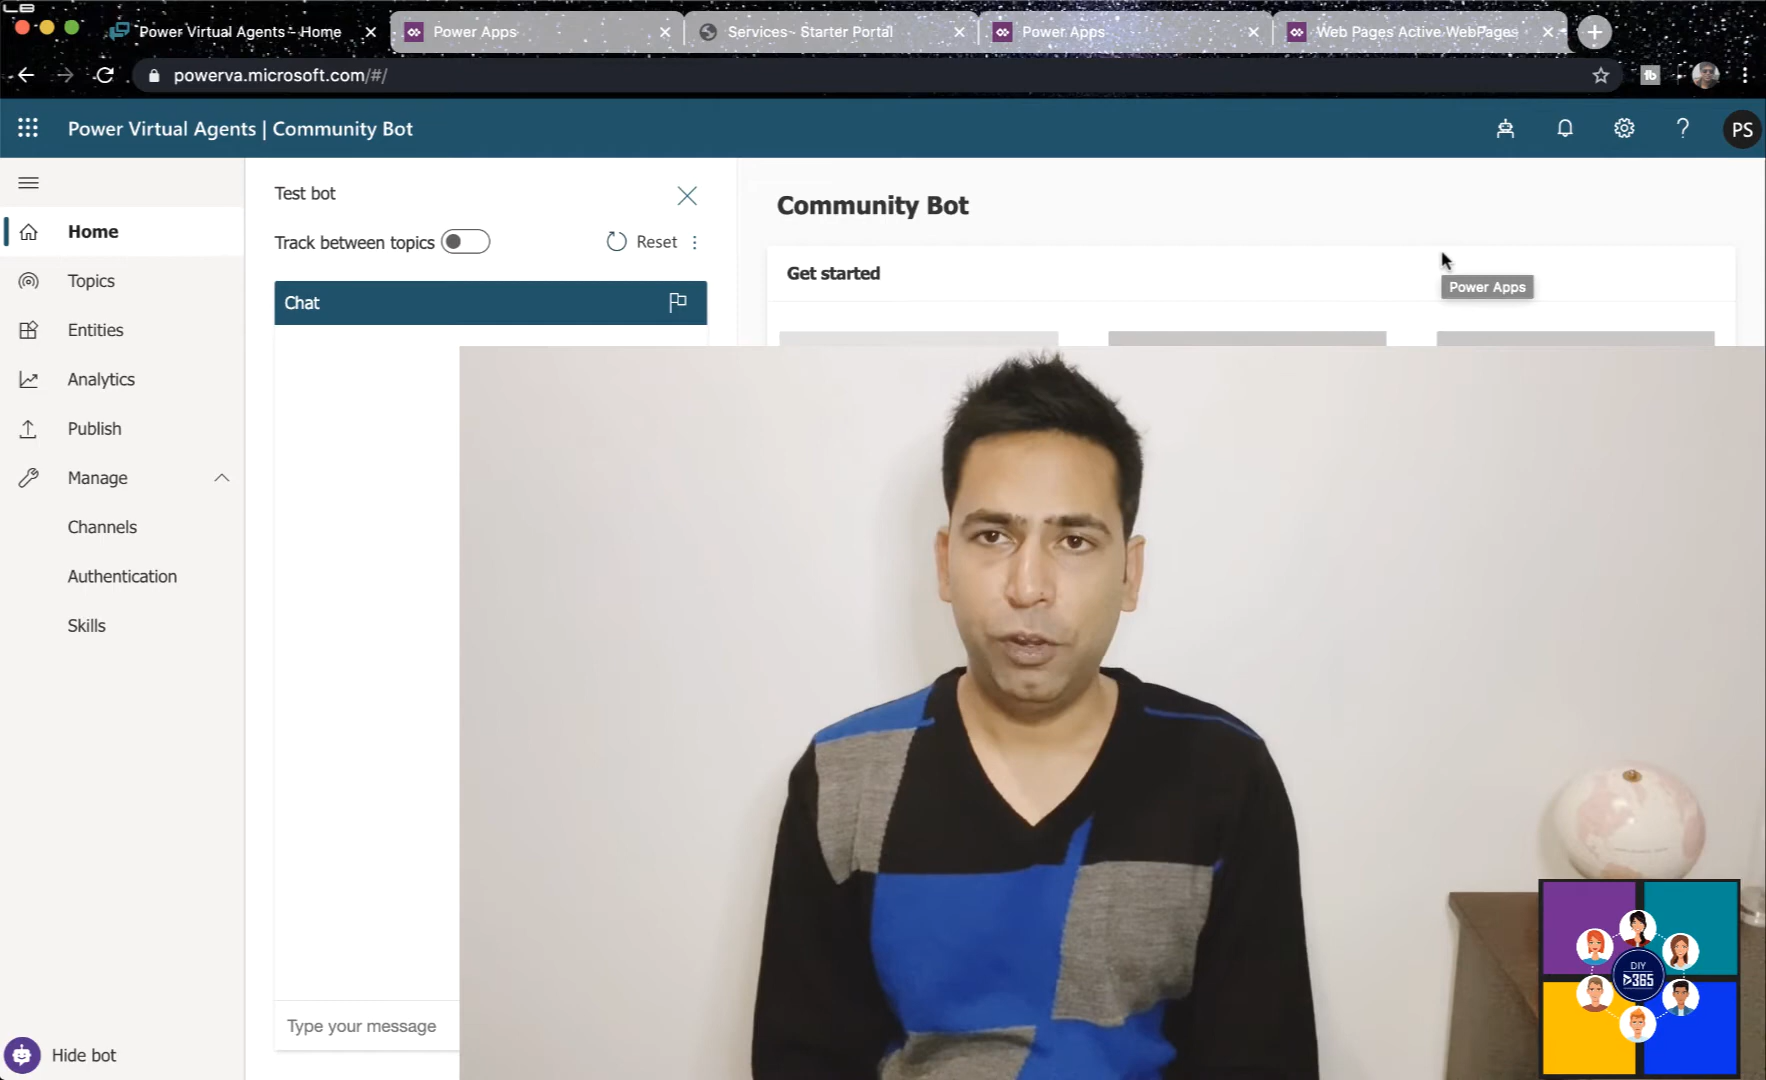 Power Virtual Agents - Home
Power Apps
Services - Starter Portal
Power Apps
Web Pages Active WebPages -
powerva.microsoft.com/#/
Power Virtual Agents | Community Bot
PS
Home
Topics
Entities
Analytics
Publish
Manage
Channels
Authentication
Skills
Hide bot
Test bot
Track between topics
Reset
Chat
Type your message
Community Bot
Get started
Power Apps
DIY
D365